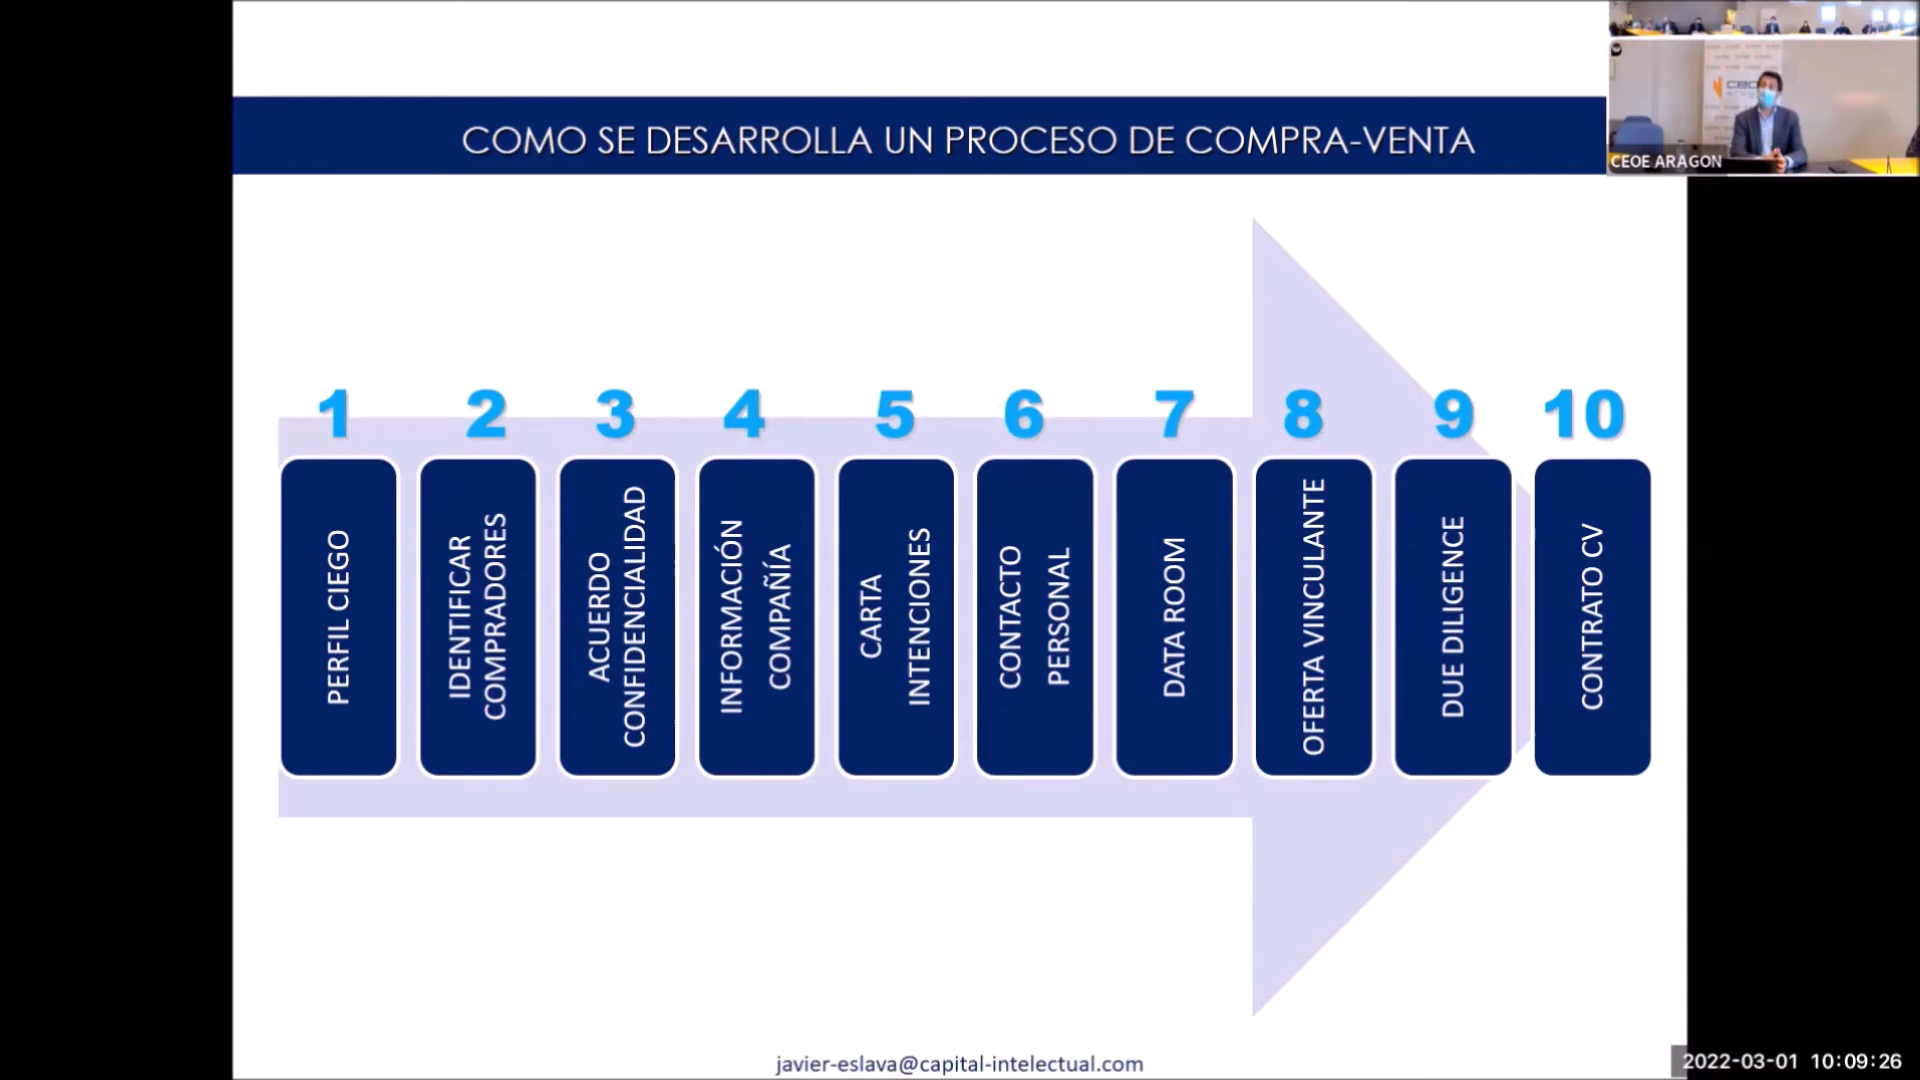 COMO SE DESARROLLA UN PROCESO DE COMPRA-VENTA
CEOE ARAGON
1
2
3
4
5
6
7
8
9
10
PERFIL CIEGO
IDENTIFICAR
COMPRADORES
ACUERDO
CONFIDENCIALIDAD
INFORMACIÓN
COMPAÑÍA
CARTA
INTENCIONES
CONTACTO
PERSONAL
DATA ROOM
OFERTA VINCULANTE
DUE DILIGENCE
CONTRATO CV
javier-eslava@capital-intelectual.com
2022-03-01 10:09:26